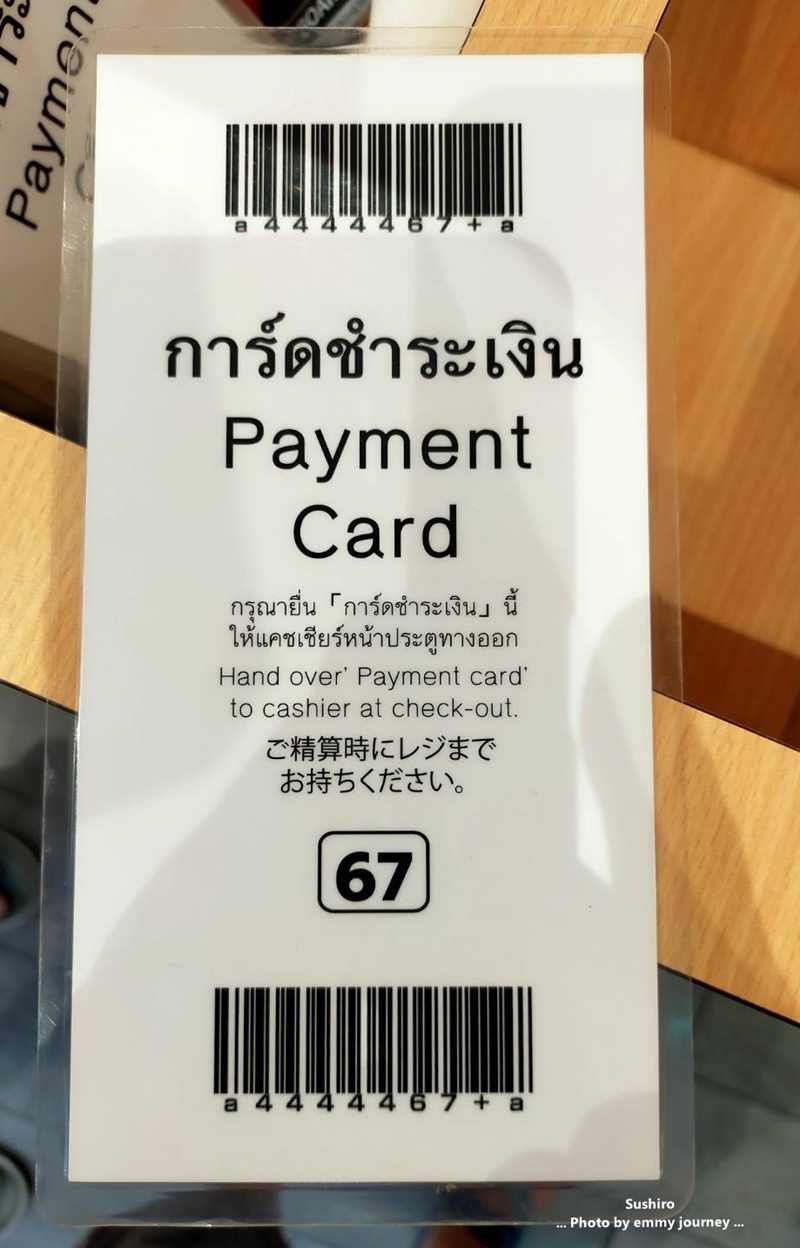 a4444467+a
การ์ดชำระเงิน
Payment
Card
กรุณายื่น「การ์ดชำระเงิน」นี้
ให้แคชเชียร์หน้าประตูทางออก
Hand over' Payment card'
to cashier at check-out.
ご精算時にレジまで
お持ちください。
67
a4444467+a
Payment
Sushiro
... Photo by emmy journey ...